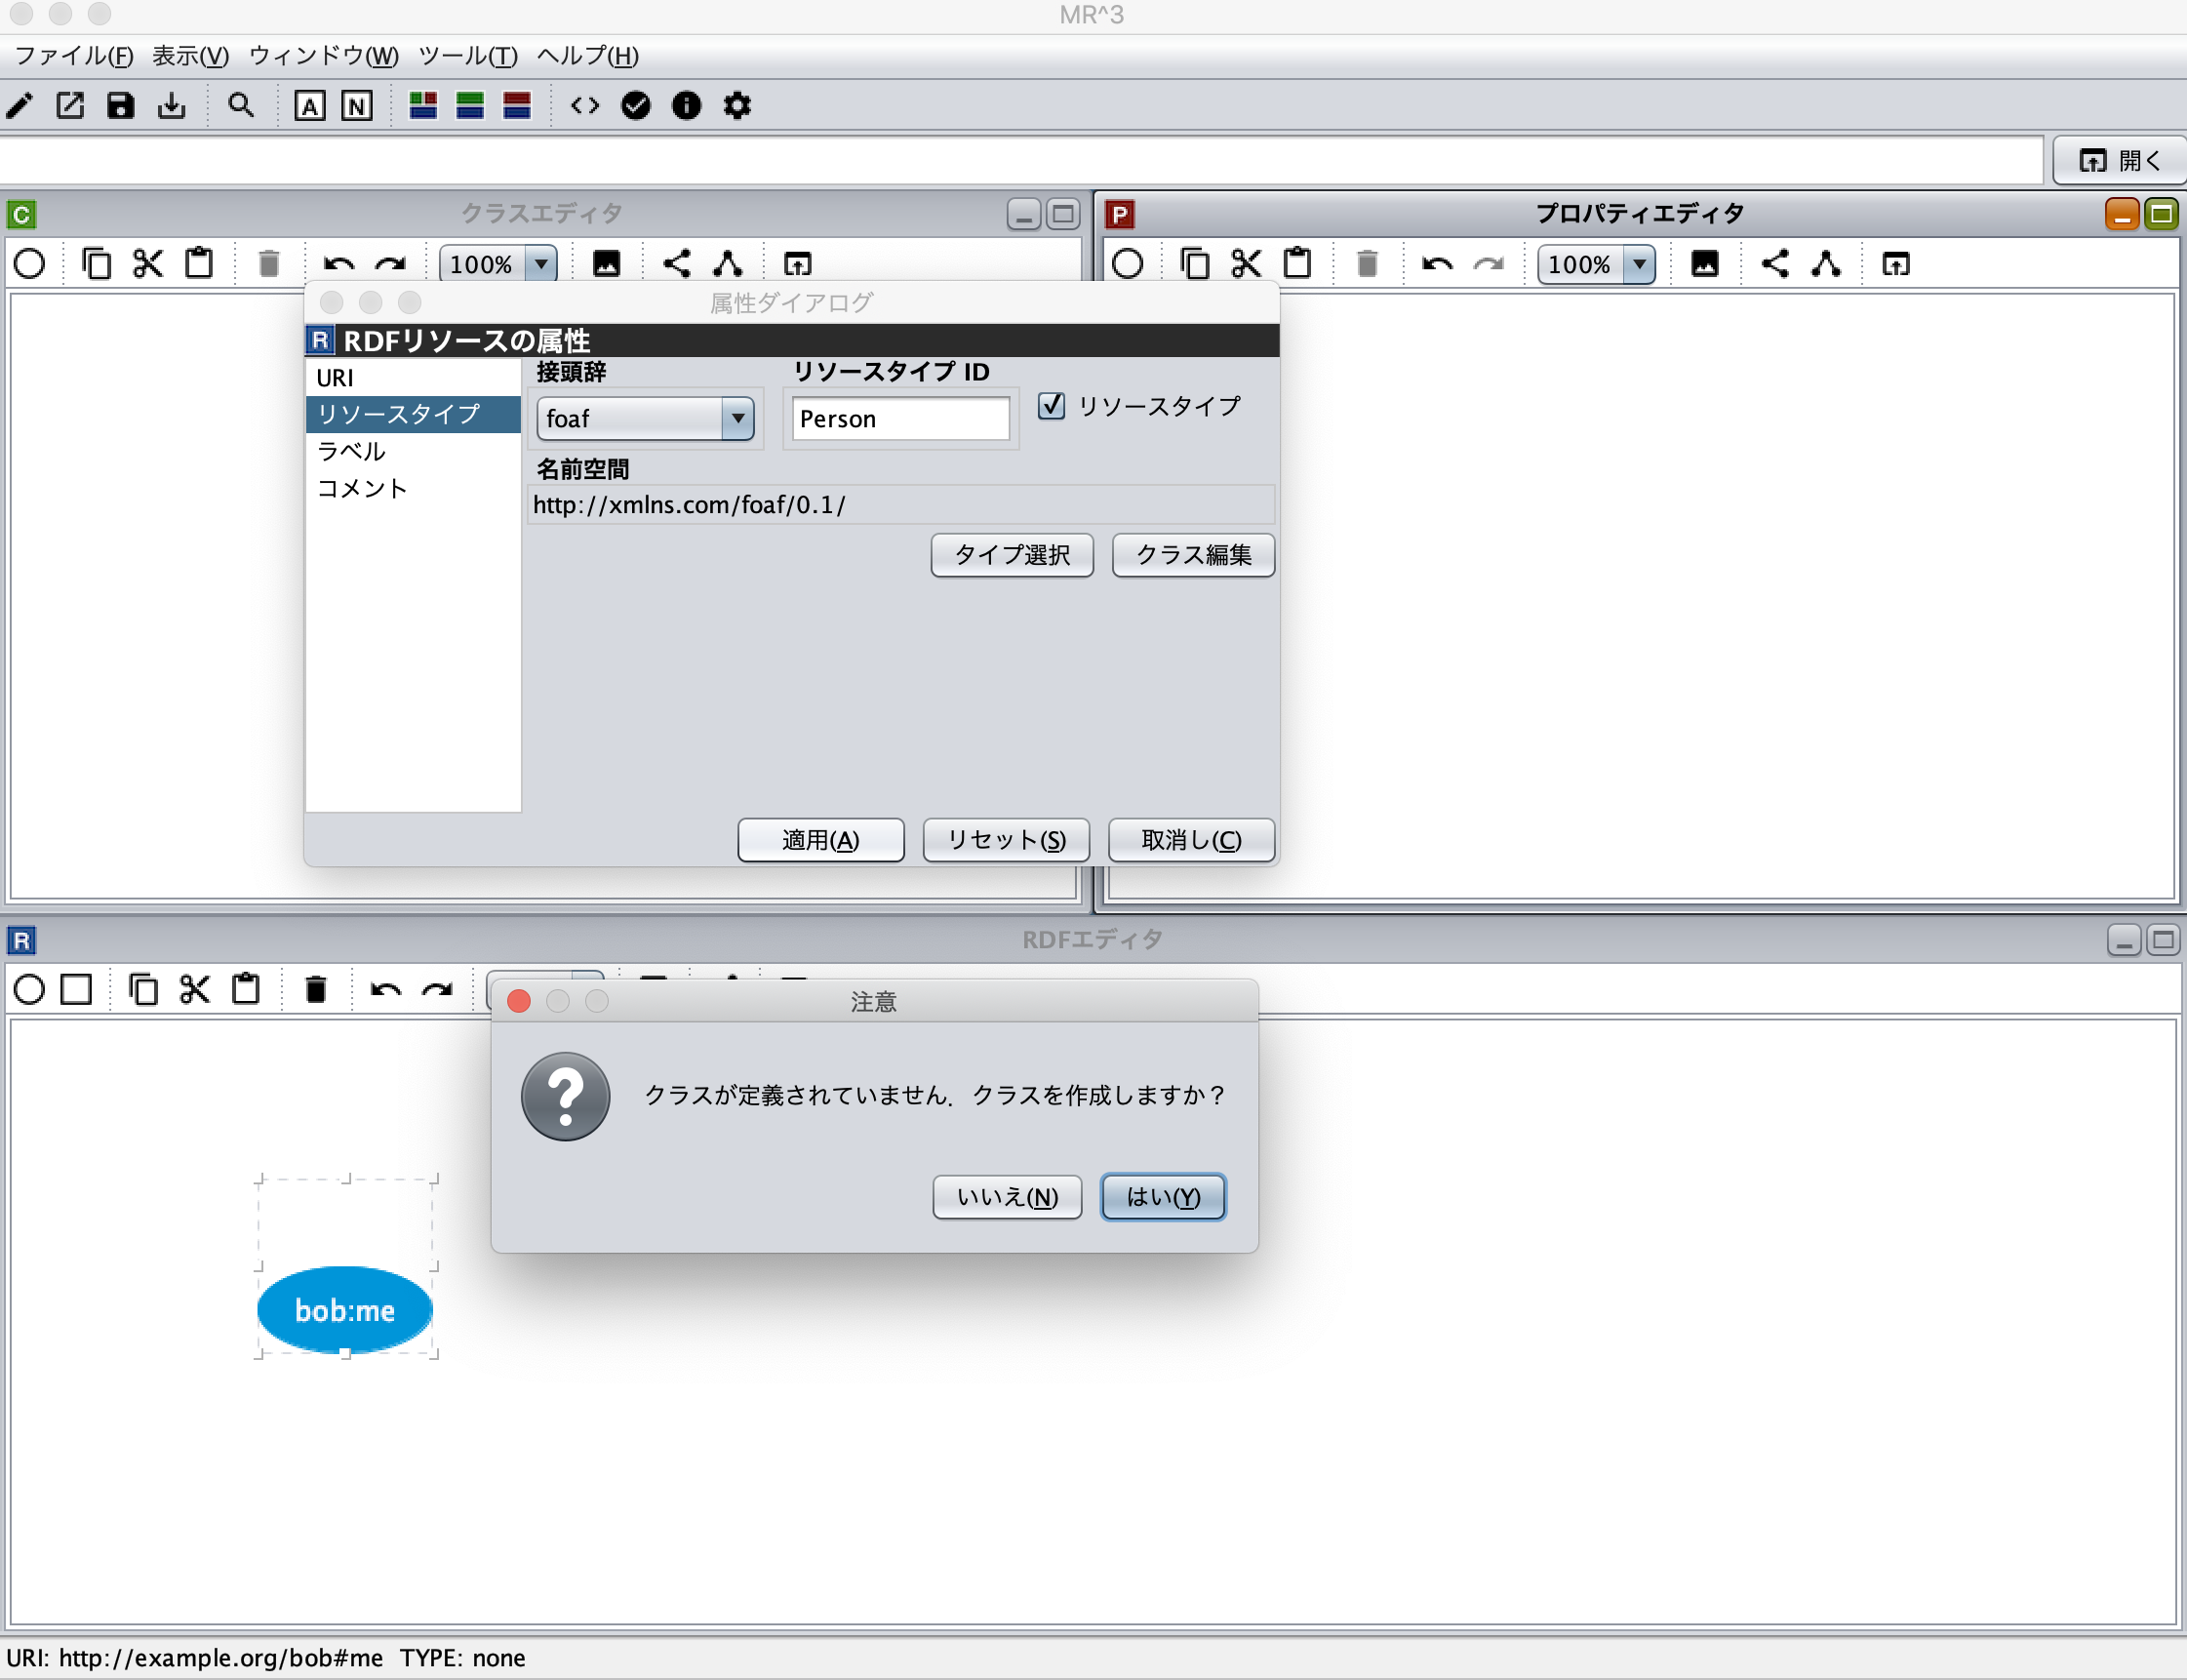 MR^3
ファイル(F) 表示(V) ウィンドウ(W) ツール(T) ヘルプ(H)
A N
開く
C クラスエディタ
P プロパティエディタ
100%
100%
属性ダイアログ
R RDFリソースの属性
URI
リソースタイプ
ラベル
コメント
接頭辞 リソースタイプ ID
foaf Person リソースタイプ
名前空間
http://xmlns.com/foaf/0.1/
タイプ選択 クラス編集
適用(A) リセット(S) 取消し(C)
R RDFエディタ
注意
クラスが定義されていません．クラスを作成しますか？
いいえ(N) はい(Y)
bob:me
URI: http://example.org/bob#me TYPE: none